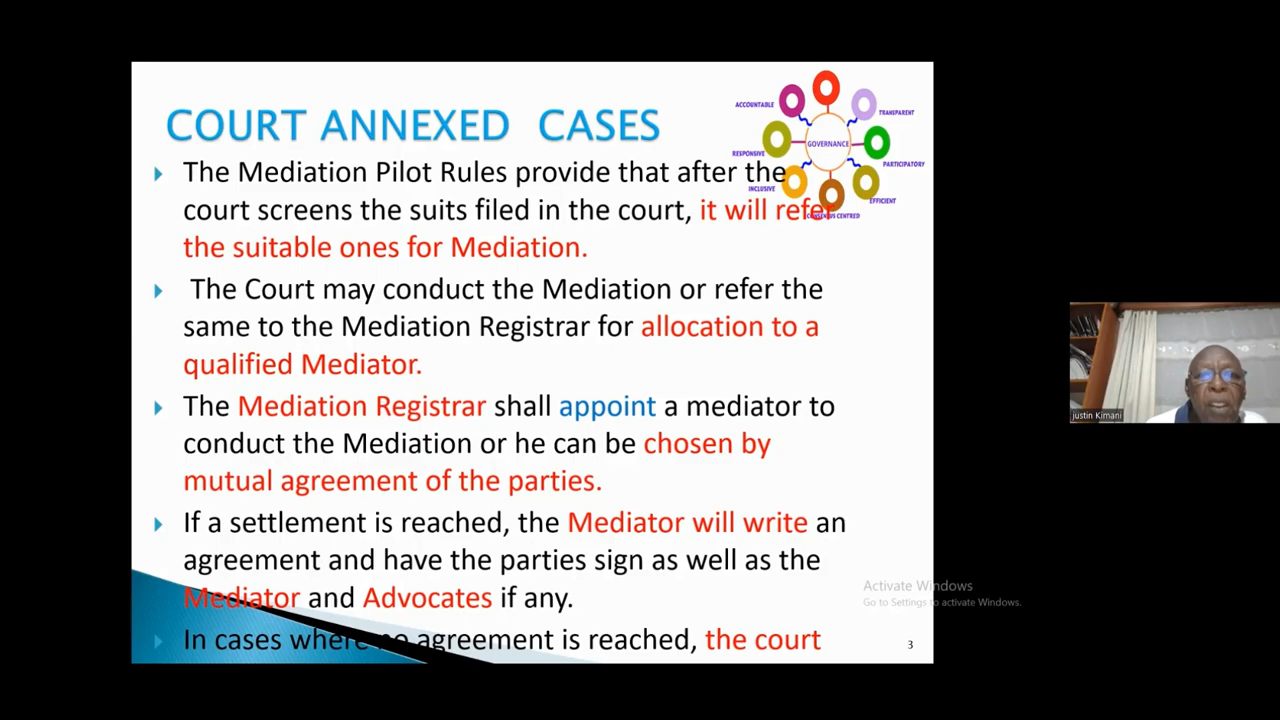 COURT ANNEXED CASES
ACCOUNTABLE
TRANSPARENT
RESPONSIVE
GOVERNANCE
PARTICIPATORY
INCLUSIVE
EFFICIENT
CONSENSUS CENTRED
The Mediation Pilot Rules provide that after the
court screens the suits filed in the court, it will refer
the suitable ones for Mediation.
The Court may conduct the Mediation or refer the
same to the Mediation Registrar for allocation to a
qualified Mediator.
The Mediation Registrar shall appoint a mediator to
conduct the Mediation or he can be chosen by
mutual agreement of the parties.
If a settlement is reached, the Mediator will write an
agreement and have the parties sign as well as the
Mediator and Advocates if any.
In cases where no agreement is reached, the court
3
justin Kimani
Activate Windows
Go to Settings to activate Windows.